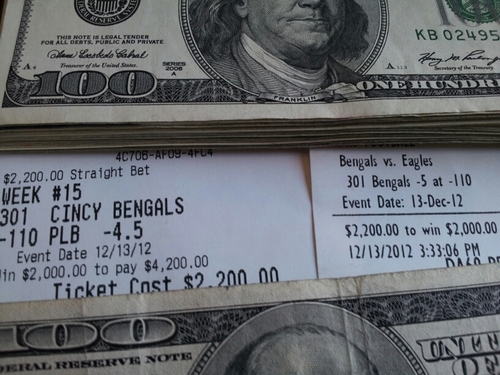 FEDERAL RESERVE
THIS NOTE IS LEGAL TENDER
FOR ALL DEBTS, PUBLIC AND PRIVATE
KB 02495
Treasurer of the United States.
SERIES
2006
A
Secretary of the Treasury.
100
FRANKLIN
ONE HUNDRE
4C706-AF09-4FC4
$2,200.00 Straight Bet
WEEK #15
301 CINCY BENGALS
-110 PLB -4.5
Event Date 12/13/12
in $2,000.00 to pay $4,200.00
Ticket Cost $2,200.00
Bengals vs. Eagles
301 Bengals -5 at -110
Event Date: 13-Dec-12
$2,200.00 to win $2,000.00
12/13/2012 3:33:06 PM
100
DERAL RESERVE NOTE